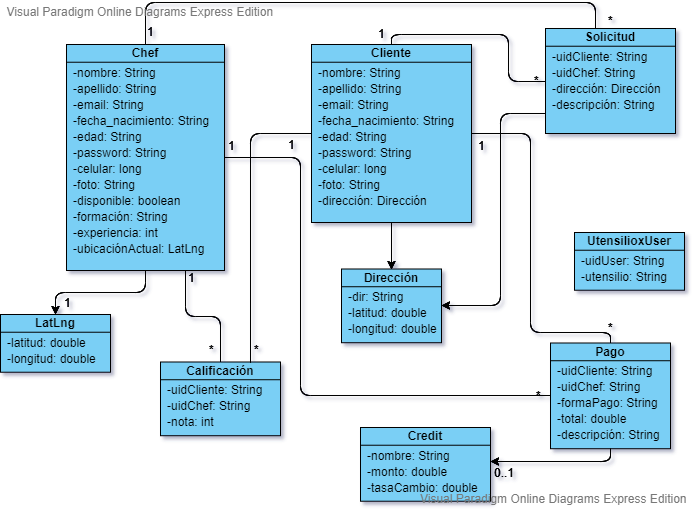 Visual Paradigm Online Diagrams Express Edition
Chef
-nombre: String
-apellido: String
-email: String
-fecha_nacimiento: String
-edad: String
-password: String
-celular: long
-foto: String
-disponible: boolean
-formación: String
-experiencia: int
-ubicaciónActual: LatLng
1
1
1
Cliente
-nombre: String
-apellido: String
-email: String
-fecha_nacimiento: String
-edad: String
-password: String
-celular: long
-foto: String
-dirección: Dirección
1
1
1
Solicitud
-uidCliente: String
-uidChef: String
-dirección: Dirección
-descripción: String
*
*
UtensilioxUser
-uidUser: String
-utensilio: String
Dirección
-dir: String
-latitud: double
-longitud: double
LatLng
-latitud: double
-longitud: double
1
Calificación
-uidCliente: String
-uidChef: String
-nota: int
*
*
Pago
-uidCliente: String
-uidChef: String
-formaPago: String
-total: double
-descripción: String
*
*
Credit
-nombre: String
-monto: double
-tasaCambio: double
0..1
Visual Paradigm Online Diagrams Express Edition